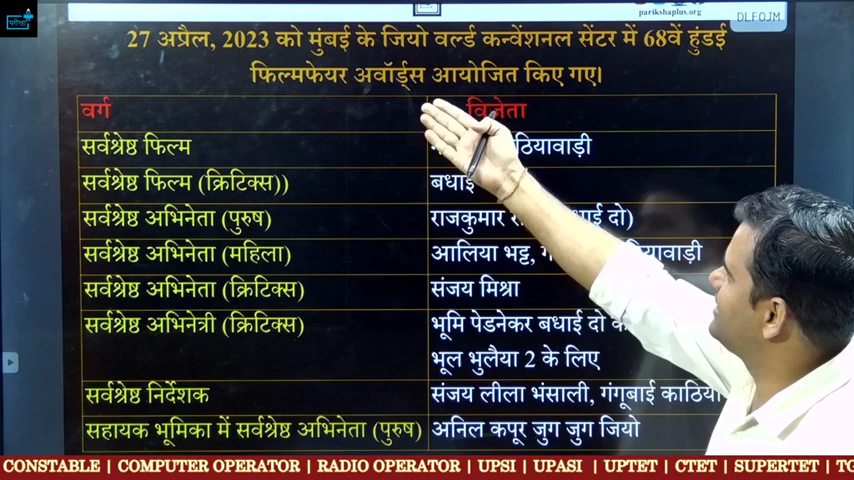 परीक्षा
parikshaplus.org
DLEOJM
27 अप्रैल, 2023 को मुंबई के जियो वर्ल्ड कन्वेंशनल सेंटर में 68वें हुंडई
फिल्मफेयर अवॉर्ड्स आयोजित किए गए।
वर्ग विजेता
सर्वश्रेष्ठ फिल्म ठियावाड़ी
सर्वश्रेष्ठ फिल्म (क्रिटिक्स)) बधाई
सर्वश्रेष्ठ अभिनेता (पुरुष) राजकुमार धाई दो)
सर्वश्रेष्ठ अभिनेता (महिला) आलिया भट्ट, यावाड़ी
सर्वश्रेष्ठ अभिनेता (क्रिटिक्स) संजय मिश्रा
सर्वश्रेष्ठ अभिनेत्री (क्रिटिक्स) भूमि पेडनेकर बधाई दो
भूल भुलैया 2 के लिए
सर्वश्रेष्ठ निर्देशक संजय लीला भंसाली, गंगूबाई काठिया
सहायक भूमिका में सर्वश्रेष्ठ अभिनेता (पुरुष) अनिल कपूर जुग जुग जियो
CONSTABLE | COMPUTER OPERATOR | RADIO OPERATOR | UPSI | UPASI | UPTET | CTET | SUPERTET | TG